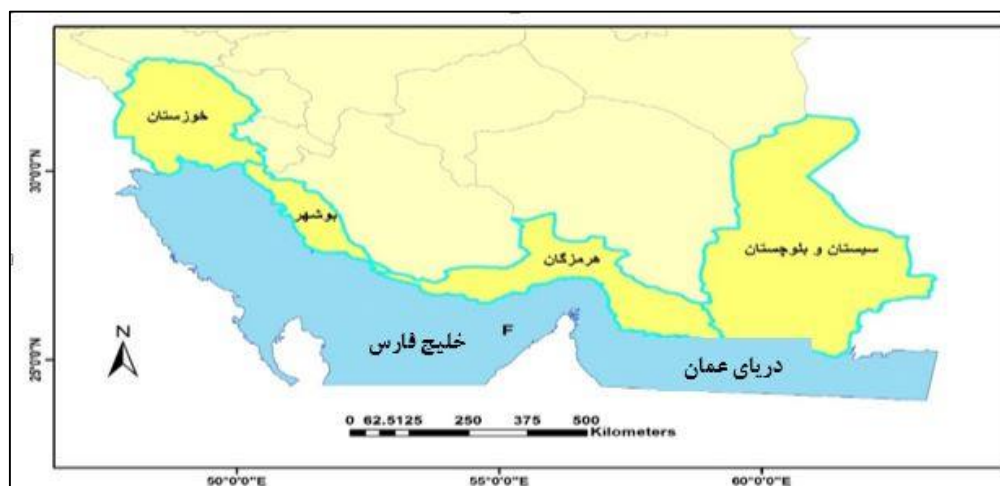 خوزستان
30°0'0"N
بوشهر
سیستان و بلوچستان
هرمزگان
N
خلیج فارس
F
25°0'0"N
دریای عمان
0 62.5125 250 375 500
Kilometers
50°0'0"E
55°0'0"E
60°0'0"E